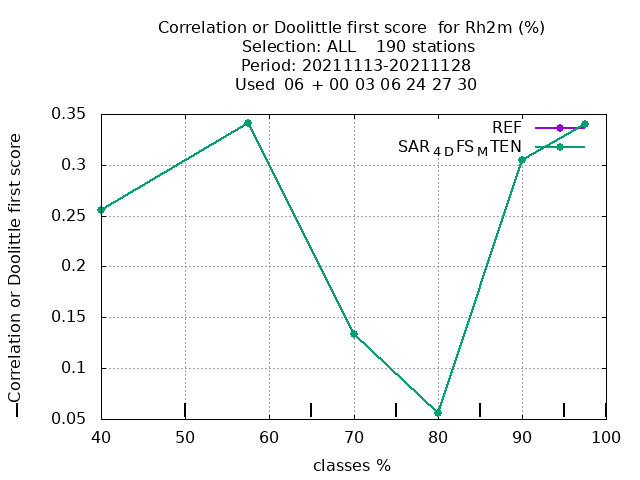 Correlation or Doolittle first score  for Rh2m (%)
Selection: ALL    190 stations
Period: 20211113-20211128
Used  06  + 00 03 06 24 27 30
Correlation or Doolittle first score
0.35
0.3
0.25
0.2
0.15
0.1
0.05
REF
SAR4DFSMTEN
40 50 60 70 80 90 100
classes %